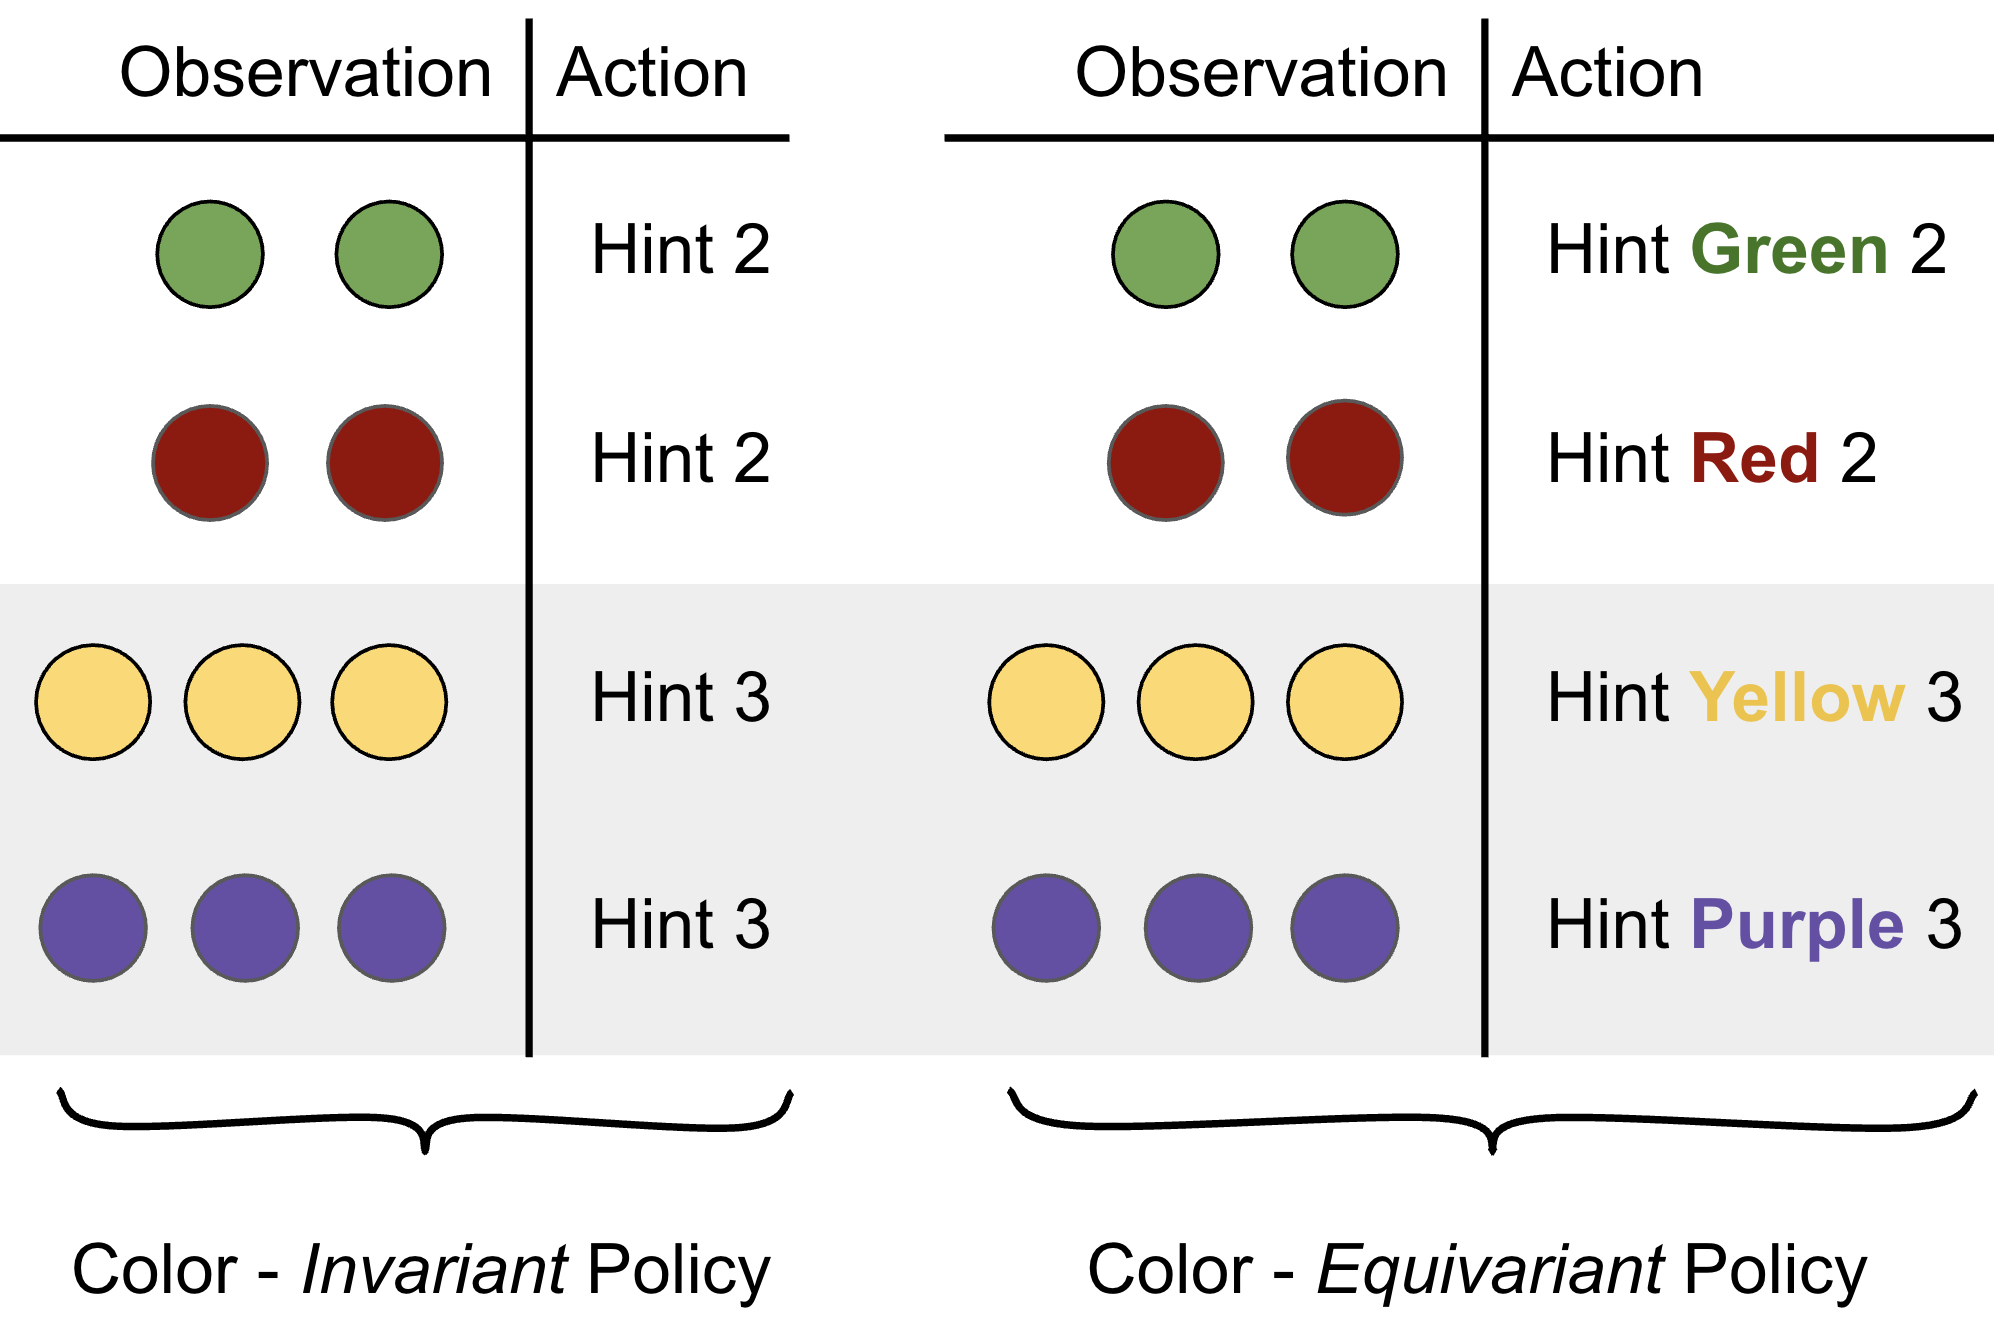 Observation Action Observation Action
Hint 2 Hint Green 2
Hint 2 Hint Red 2
Hint 3 Hint Yellow 3
Hint 3 Hint Purple 3
Color - Invariant Policy Color - Equivariant Policy